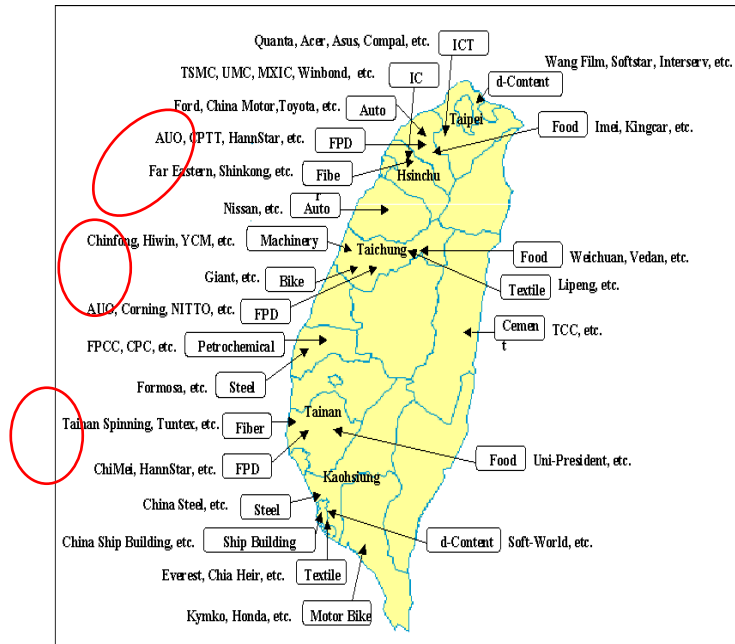 Quanta, Acer, Asus, Compal, etc. ICT
Wang Film, Softstar, Interserv, etc.
TSMC, UMC, MXIC, Winbond, etc. IC
d-Content
Ford, China Motor,Toyota, etc. Auto
Taipei
AUO, CPTT, HannStar, etc. FPD
Food Imei, Kingcar, etc.
Far Eastern, Shinkong, etc. Fibe
r
Hsinchu
Nissan, etc. Auto
Chinfong, Hiwin, YCM, etc. Machinery
Taichung
Food Weichuan, Vedan, etc.
Giant, etc. Bike
Textile Lipeng, etc.
AUO, Corning, NITTO, etc. FPD
Cemen
t
TCC, etc.
FPCC, CPC, etc. Petrochemical
Formosa, etc. Steel
Tainan
Tainan Spinning, Tuntex, etc. Fiber
Food Uni-President, etc.
ChiMei, HannStar, etc. FPD
Kaohsiung
China Steel, etc. Steel
China Ship Building, etc. Ship Building
d-Content Soft-World, etc.
Everest, Chia Heir, etc. Textile
Kymko, Honda, etc. Motor Bike